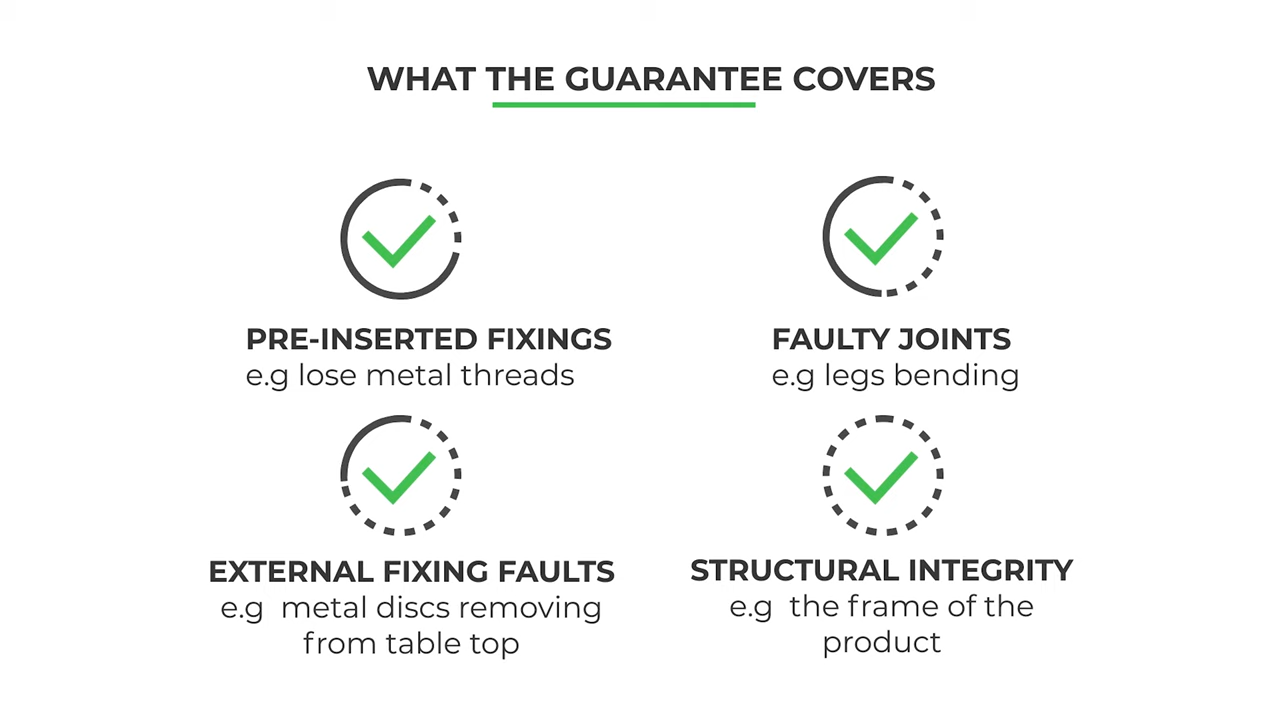 WHAT THE GUARANTEE COVERS
PRE-INSERTED FIXINGS
e.g lose metal threads
FAULTY JOINTS
e.g legs bending
EXTERNAL FIXING FAULTS
e.g  metal discs removing
from table top
STRUCTURAL INTEGRITY
e.g  the frame of the
product